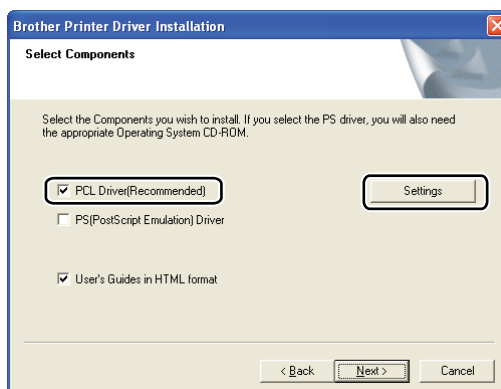 Brother Printer Driver Installation
Select Components
Select the Components you wish to install. If you select the PS driver, you will also need
the appropriate Operating System CD-ROM.
PCL Driver(Recommended)
Settings
PS(PostScript Emulation) Driver
User's Guides in HTML format
< Back
Next >
Cancel